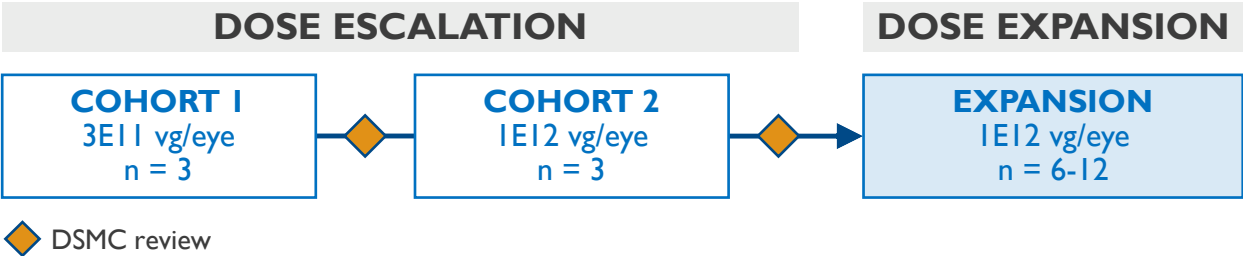 DOSE ESCALATION
DOSE EXPANSION
COHORT 1
3E11 vg/eye
n = 3
COHORT 2
1E12 vg/eye
n = 3
EXPANSION
1E12 vg/eye
n = 6-12
DSMC review